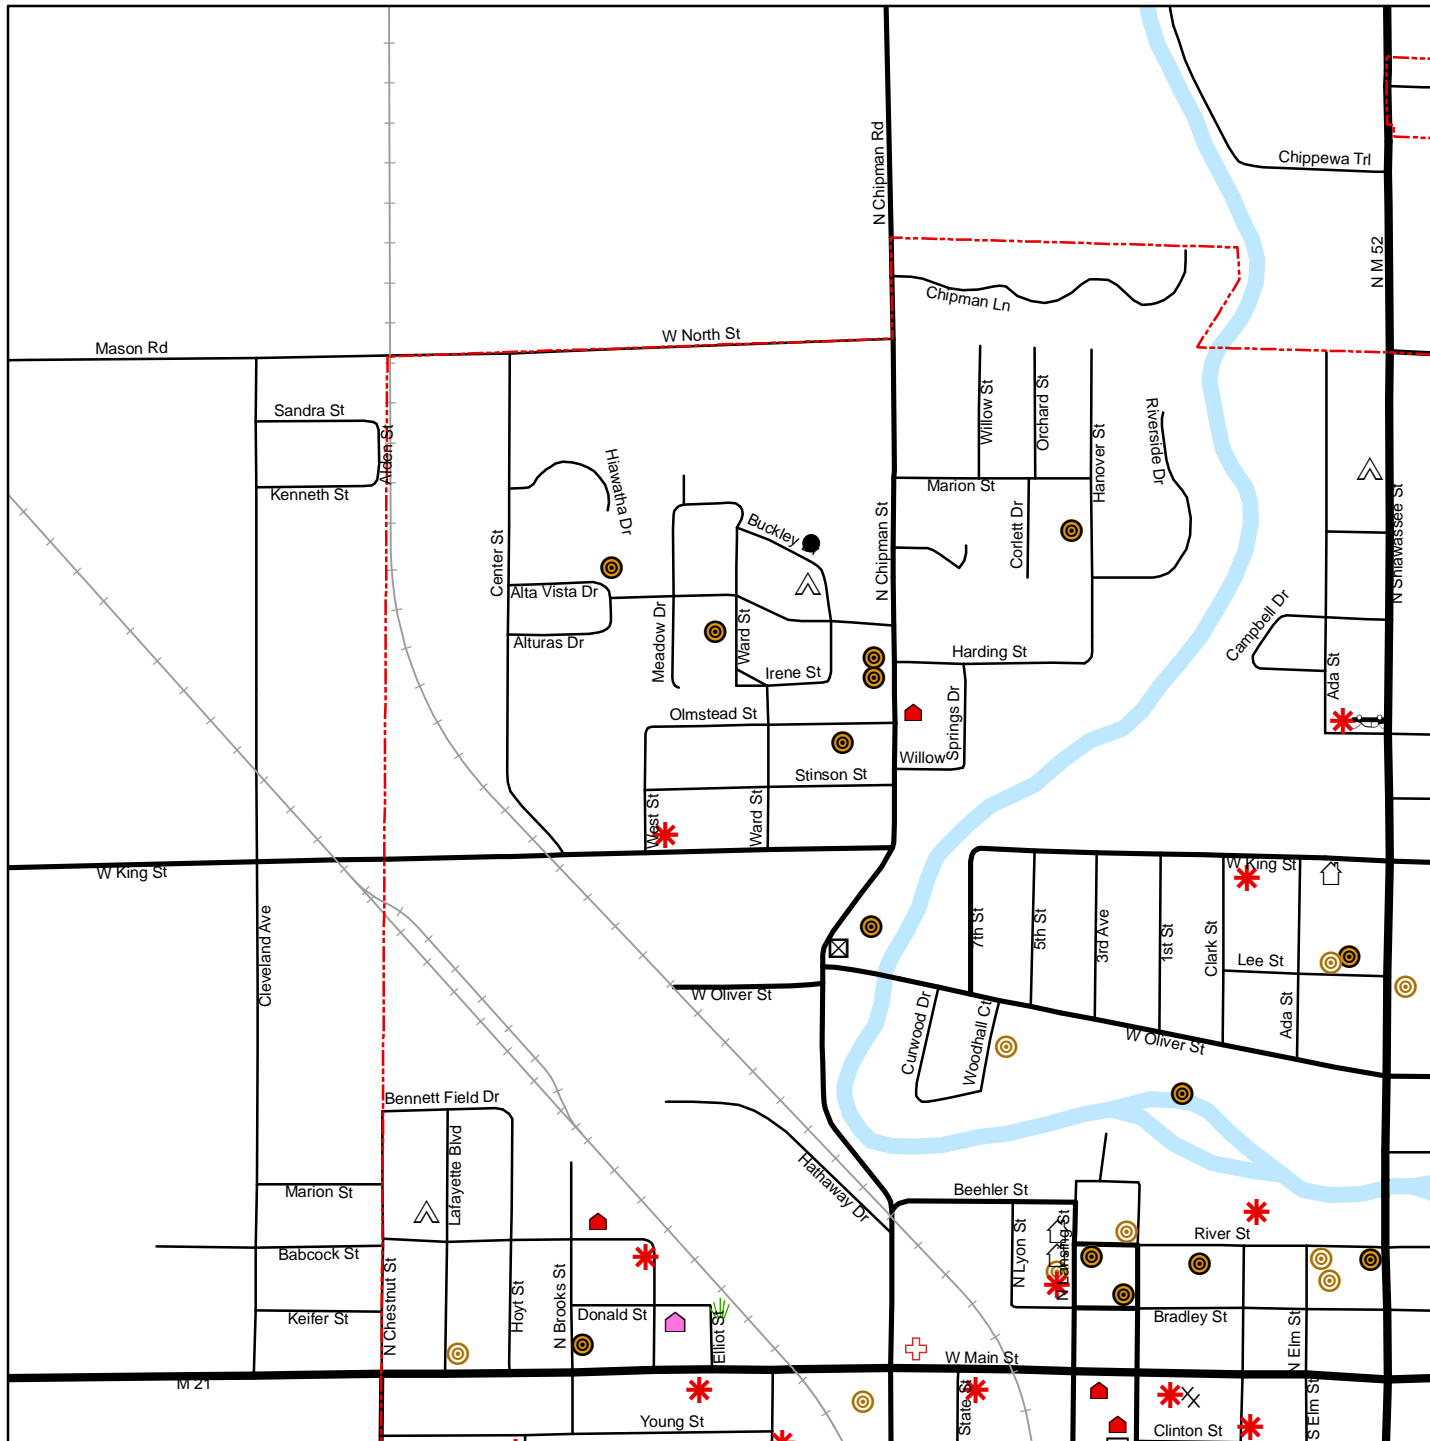 N Chipman Rd
Chippewa Trl
N M 52
Chipman Ln
W North St
Mason Rd
Sandra St
Alden St
Kenneth St
Hiawatha Dr
Willow St
Orchard St
Hanover St
Riverside Dr
Marion St
Corlett Dr
N Chipman St
N Shiawassee St
Buckley
Center St
Alta Vista Dr
Alturas Dr
Meadow Dr
Ward St
Irene St
Harding St
Campbell Dr
Ada St
Olmstead St
Springs Dr
Willow
Stinson St
West St
Ward St
W King St
W King St
Cleveland Ave
7th St
5th St
3rd Ave
1st St
Clark St
Lee St
Ada St
W Oliver St
Curwood Dr
Woodhall Ct
W Oliver St
Bennett Field Dr
Lafayette Blvd
Hathaway Dr
Marion St
Beehler St
Babcock St
N Lyon St
N Lansing St
River St
Keifer St
N Chestnut St
Hoyt St
N Brooks St
Donald St
Elliot St
Bradley St
N Elm St
W Main St
M 21
Young St
State St
Clinton St
S Elm St